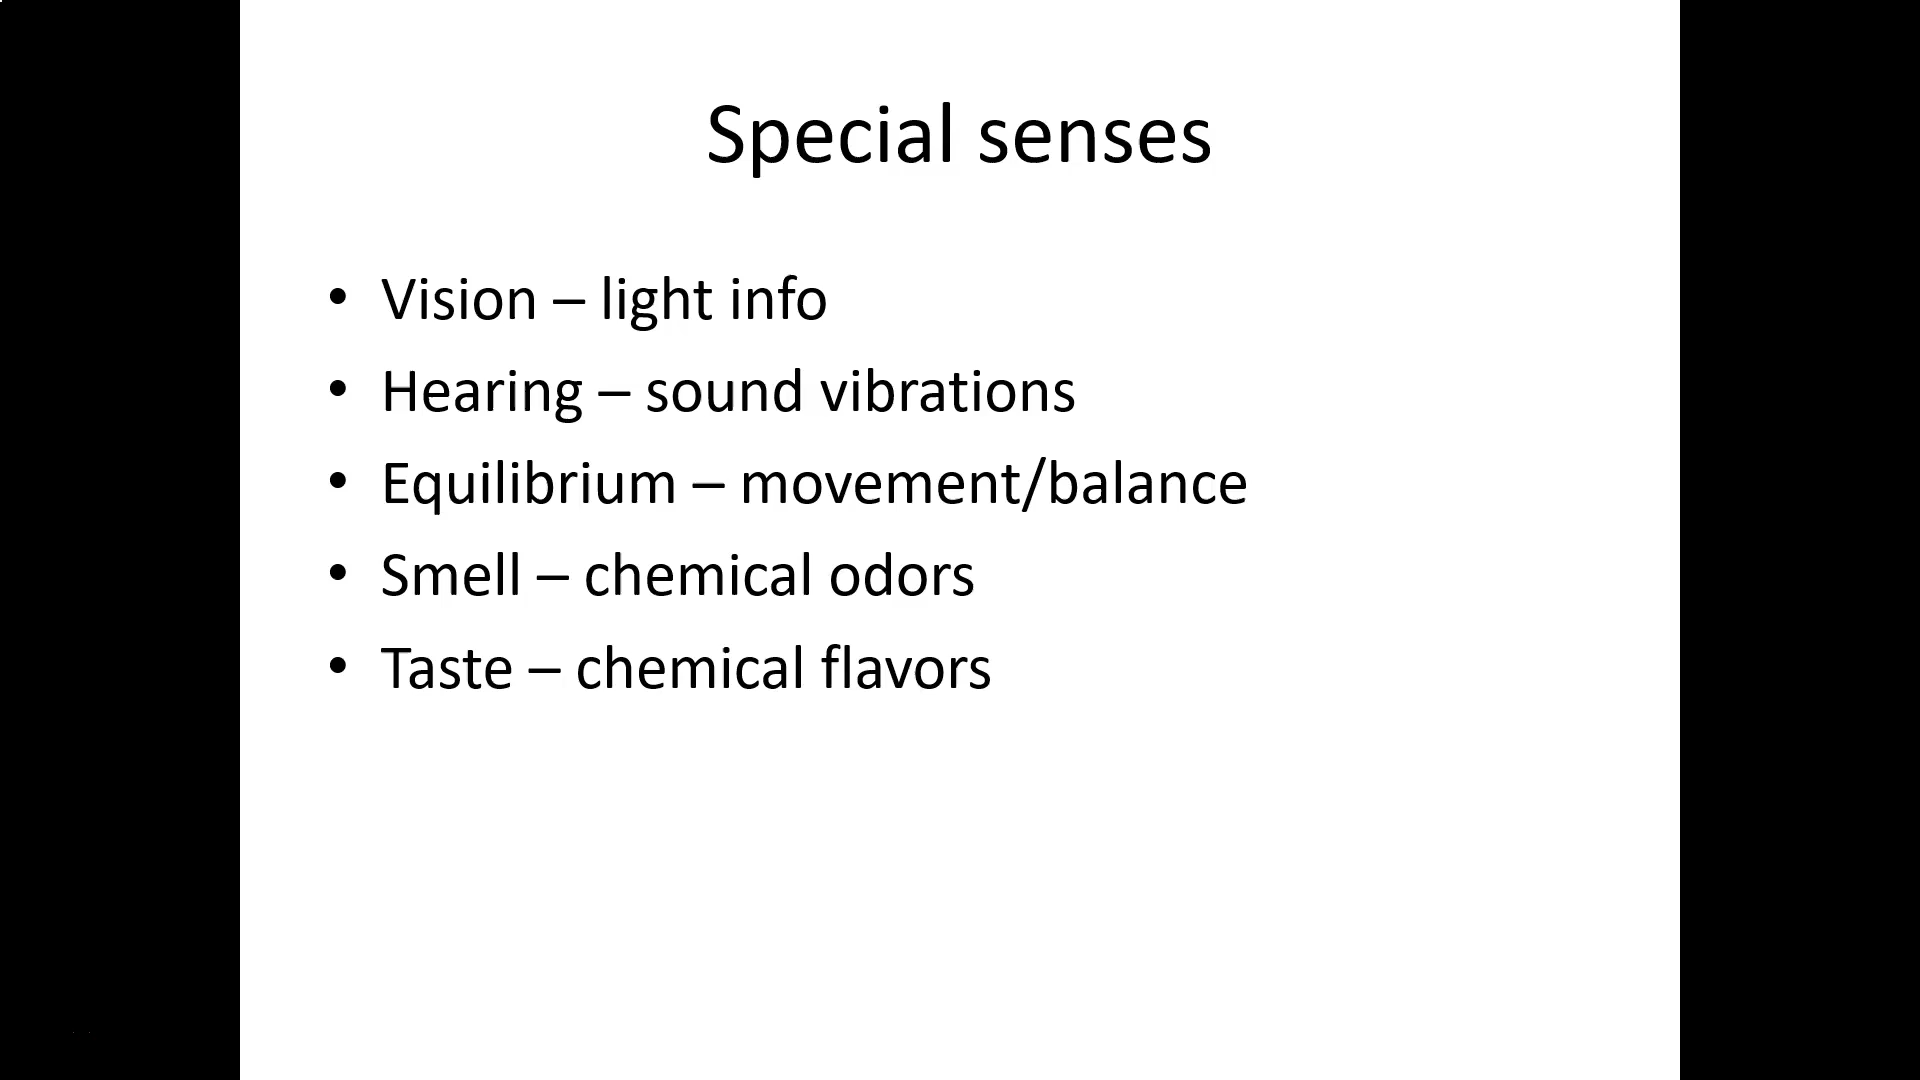 Special senses
• Vision – light info
• Hearing – sound vibrations
• Equilibrium – movement/balance
• Smell – chemical odors
• Taste – chemical flavors